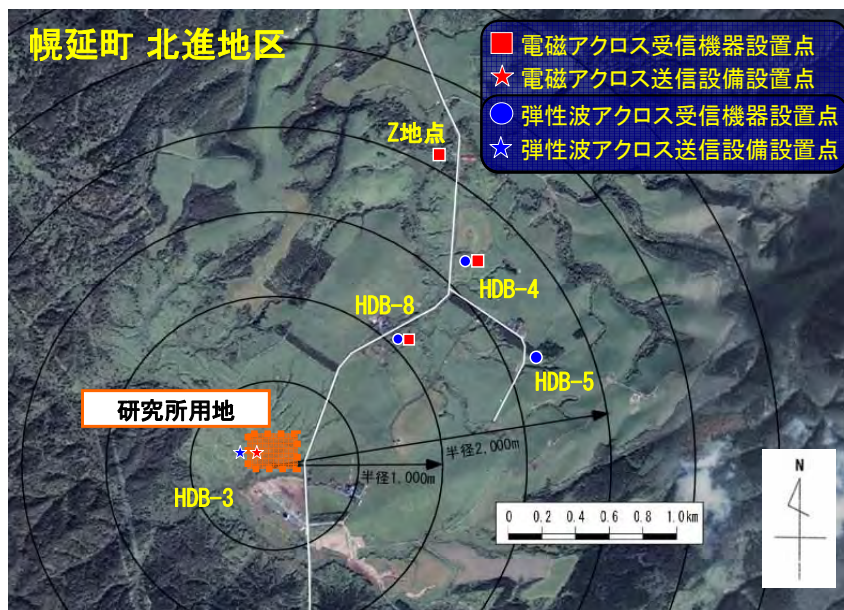 幌延町 北進地区
電磁アクロス受信機器設置点
電磁アクロス送信設備設置点
弾性波アクロス受信機器設置点
弾性波アクロス送信設備設置点
Z地点
HDB-4
HDB-8
HDB-5
研究所用地
半径2,000m
半径1,000m
HDB-3
N
0 0.2 0.4 0.6 0.8 1.0km